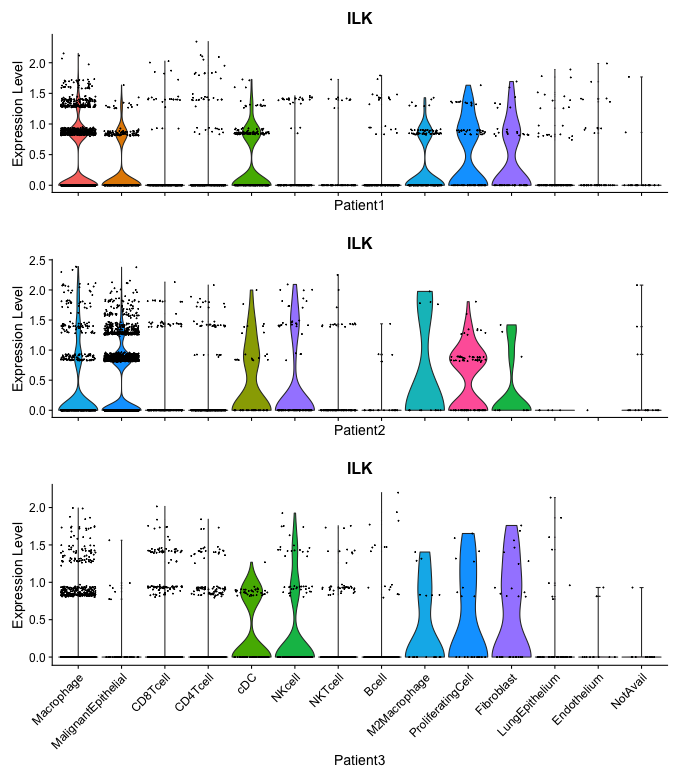 ILK
Expression Level
2.0
1.5
1.0
0.5
0.0
Patient1
ILK
Expression Level
2.5
2.0
1.5
1.0
0.5
0.0
Patient2
ILK
Expression Level
2.0
1.5
1.0
0.5
0.0
Macrophage
MalignantEpithelial
CD8Tcell
CD4Tcell
cDC
NKcell
NKTcell
Bcell
M2Macrophage
ProliferatingCell
Fibroblast
LungEpithelium
Endothelium
NotAvail
Patient3